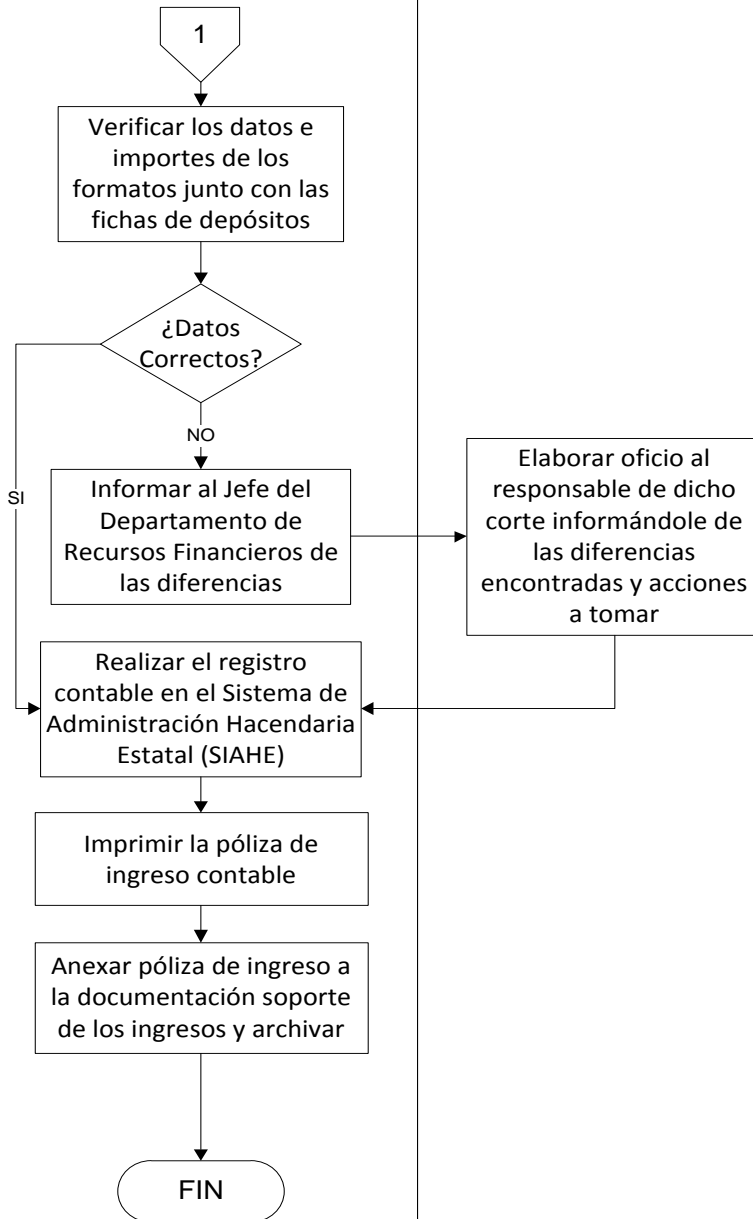 1
Verificar los datos e
importes de los
formatos junto con las
fichas de depósitos
¿Datos
Correctos?
NO
SI
Informar al Jefe del
Departamento de
Recursos Financieros de
las diferencias
Elaborar oficio al
responsable de dicho
corte informándole de
las diferencias
encontradas y acciones
a tomar
Realizar el registro
contable en el Sistema de
Administración Hacendaria
Estatal (SIAHE)
Imprimir la póliza de
ingreso contable
Anexar póliza de ingreso a
la documentación soporte
de los ingresos y archivar
FIN